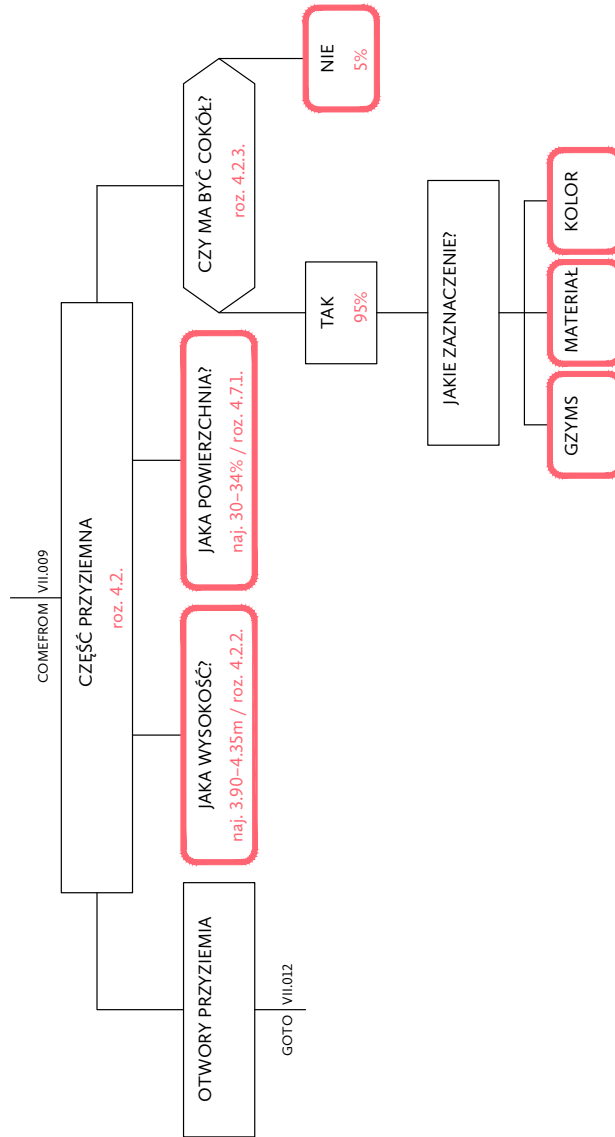 COMEFROM VII.009
CZĘŚĆ PRZYZIEMNA
roz. 4.2.
OTWORY PRZYZIEMIA
GOTO VII.012
JAKA WYSOKOŚĆ?
naj. 3.90–4.35m / roz. 4.2.2.
JAKA POWIERZCHNIA?
naj. 30–34% / roz. 4.7.1.
CZY MA BYĆ COKÓŁ?
roz. 4.2.3.
TAK
95%
NIE
5%
JAKIE ZAZNACZENIE?
GZYMS
MATERIAŁ
KOLOR